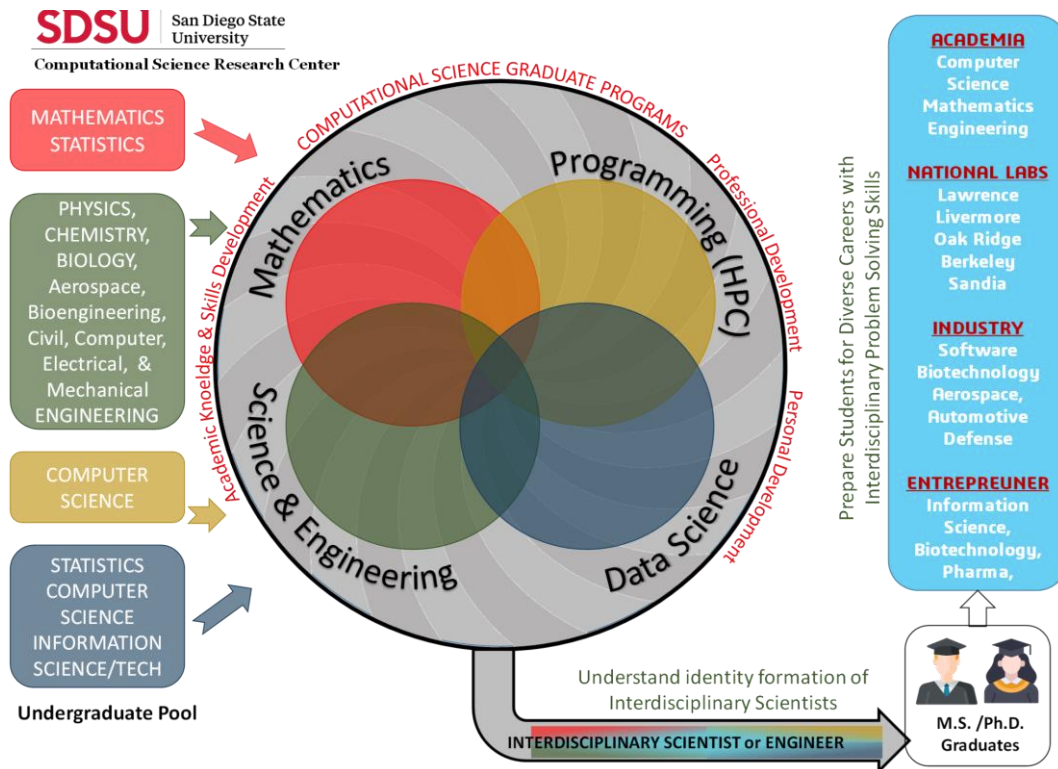 SDSU
San Diego State
University
Computational Science Research Center
MATHEMATICS
STATISTICS
PHYSICS,
CHEMISTRY,
BIOLOGY,
Aerospace,
Bioengineering,
Civil, Computer,
Electrical, &
Mechanical
ENGINEERING
COMPUTER
SCIENCE
STATISTICS
COMPUTER
SCIENCE
INFORMATION
SCIENCE/TECH
Undergraduate Pool
COMPUTATIONAL SCIENCE GRADUATE PROGRAMS
Academic Knoeldge & Skills Development
Professional Development
Personal Development
Mathematics
Programming (HPC)
Science & Engineering
Data Science
Understand identity formation of
Interdisciplinary Scientists
INTERDISCIPLINARY SCIENTIST or ENGINEER
Prepare Students for Diverse Careers with
Interdisciplinary Problem Solving Skills
ACADEMIA
Computer
Science
Mathematics
Engineering
NATIONAL LABS
Lawrence
Livermore
Oak Ridge
Berkeley
Sandia
INDUSTRY
Software
Biotechnology
Aerospace,
Automotive
Defense
ENTREPREUNER
Information
Science,
Biotechnology,
Pharma,
M.S. /Ph.D.
Graduates